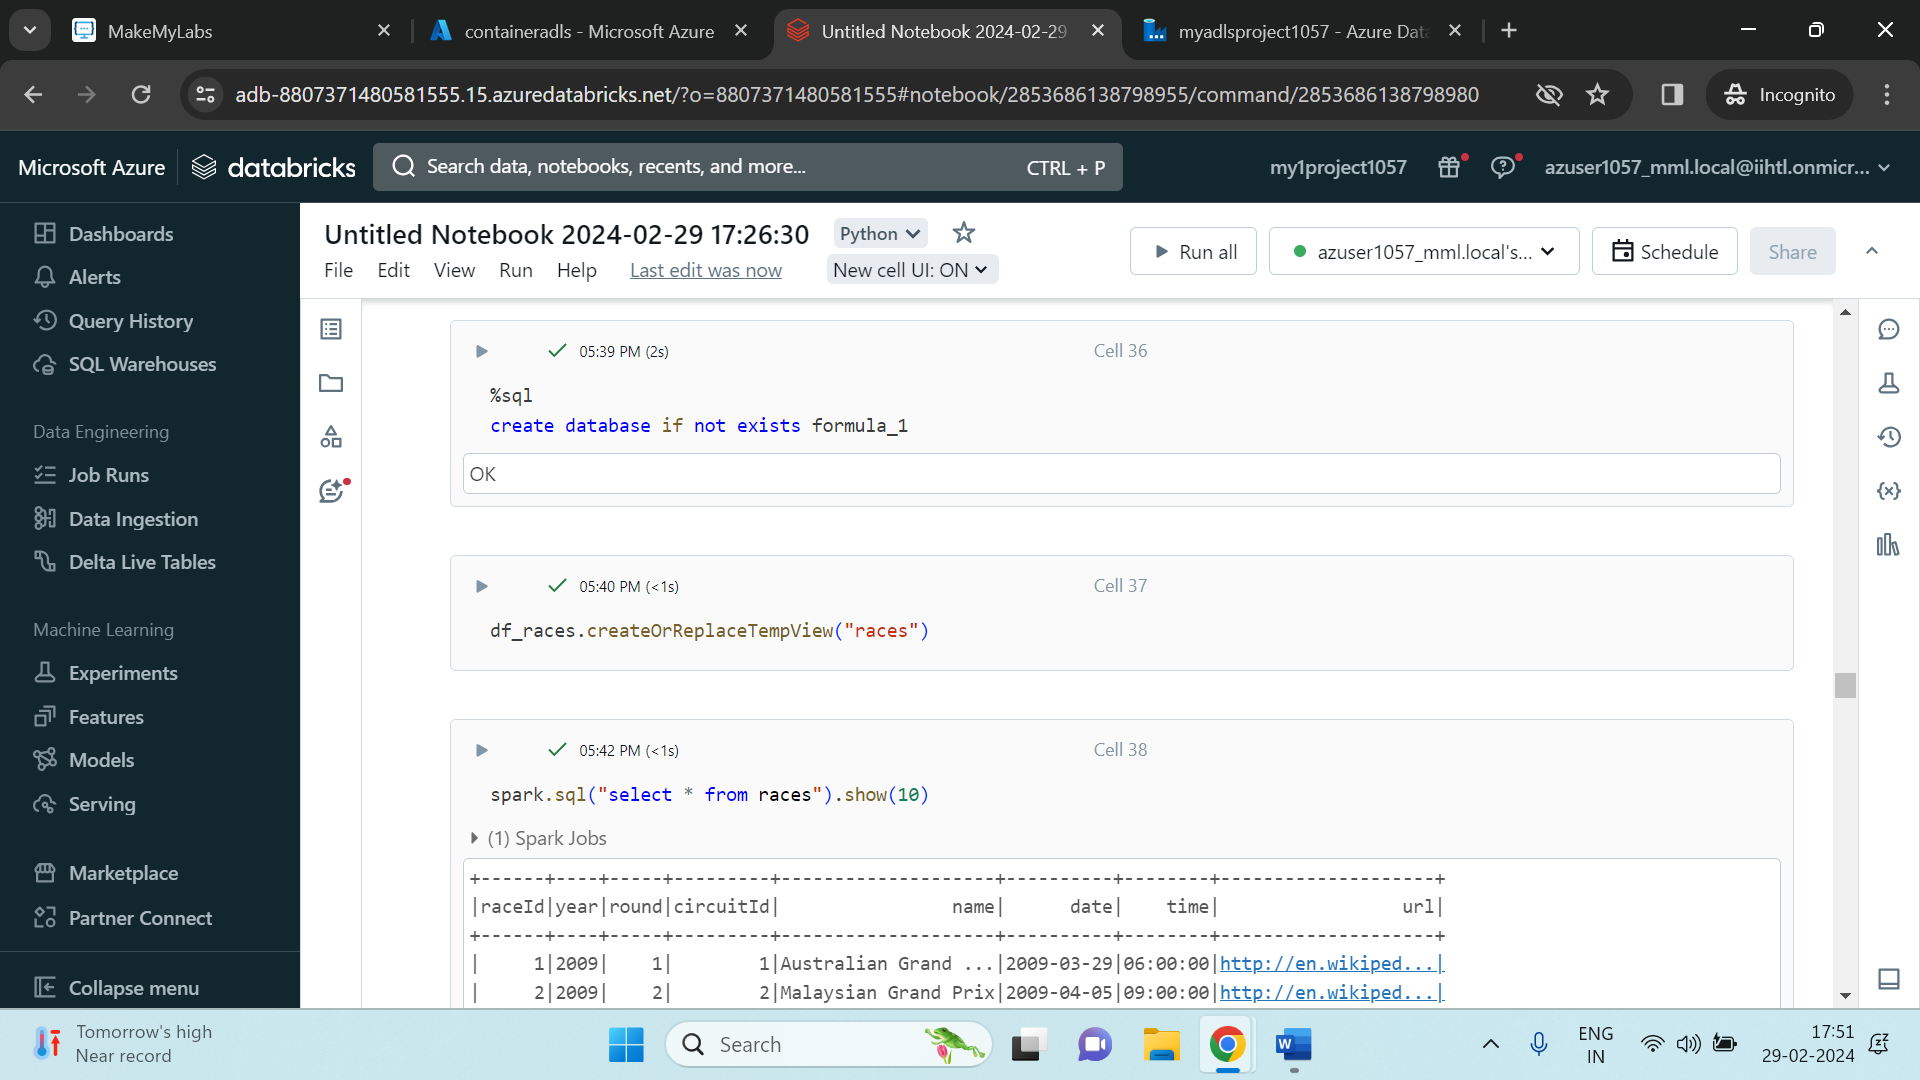 MakeMyLabs
containeradls - Microsoft Azure
Untitled Notebook 2024-02-29
myadlsproject1057 - Azure Data
adb-8807371480581555.15.azuredatabricks.net/?o=8807371480581555#notebook/2853686138798955/command/2853686138798980
Incognito
Microsoft Azure
databricks
Search data, notebooks, recents, and more...
CTRL + P
my1project1057
azuser1057_mml.local@iihtl.onmicr...
Dashboards
Alerts
Query History
SQL Warehouses
Data Engineering
Job Runs
Data Ingestion
Delta Live Tables
Machine Learning
Experiments
Features
Models
Serving
Marketplace
Partner Connect
Collapse menu
Untitled Notebook 2024-02-29 17:26:30
Python
File Edit View Run Help Last edit was now
New cell UI: ON
Run all
azuser1057_mml.local's...
Schedule
Share
05:39 PM (2s)
Cell 36
%sql
create database if not exists formula_1
OK
05:40 PM (<1s)
Cell 37
df_races.createOrReplaceTempView("races")
05:42 PM (<1s)
Cell 38
spark.sql("select * from races").show(10)
(1) Spark Jobs
+------+----+-----+---------+--------------------+----------+--------+--------------------+
|raceId|year|round|circuitId|                name|      date|    time|                 url|
+------+----+-----+---------+--------------------+----------+--------+--------------------+
|     1|2009|    1|        1|Australian Grand ...|2009-03-29|06:00:00|http://en.wikiped...|
|     2|2009|    2|        2|Malaysian Grand Prix|2009-04-05|09:00:00|http://en.wikiped...|
Tomorrow's high
Near record
Search
ENG
IN
17:51
29-02-2024